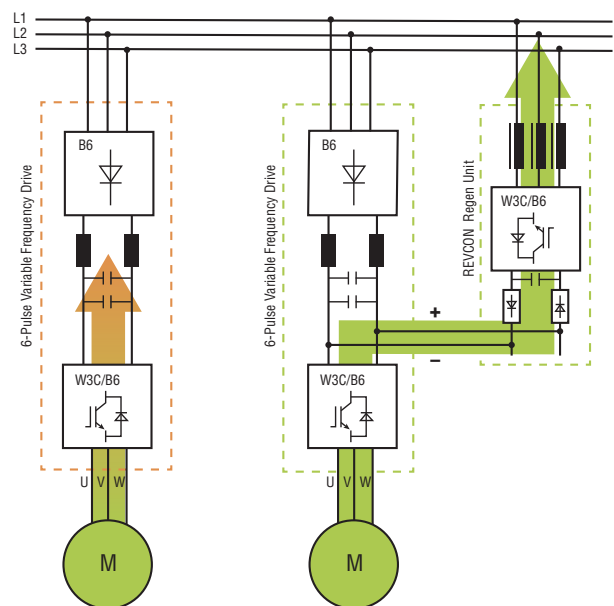 L1
L2
L3
6-Pulse Variable Frequency Drive
B6
W3C/B6
U V W
M
6-Pulse Variable Frequency Drive
B6
+
−
W3C/B6
U V W
M
REVCON Regen Unit
W3C/B6